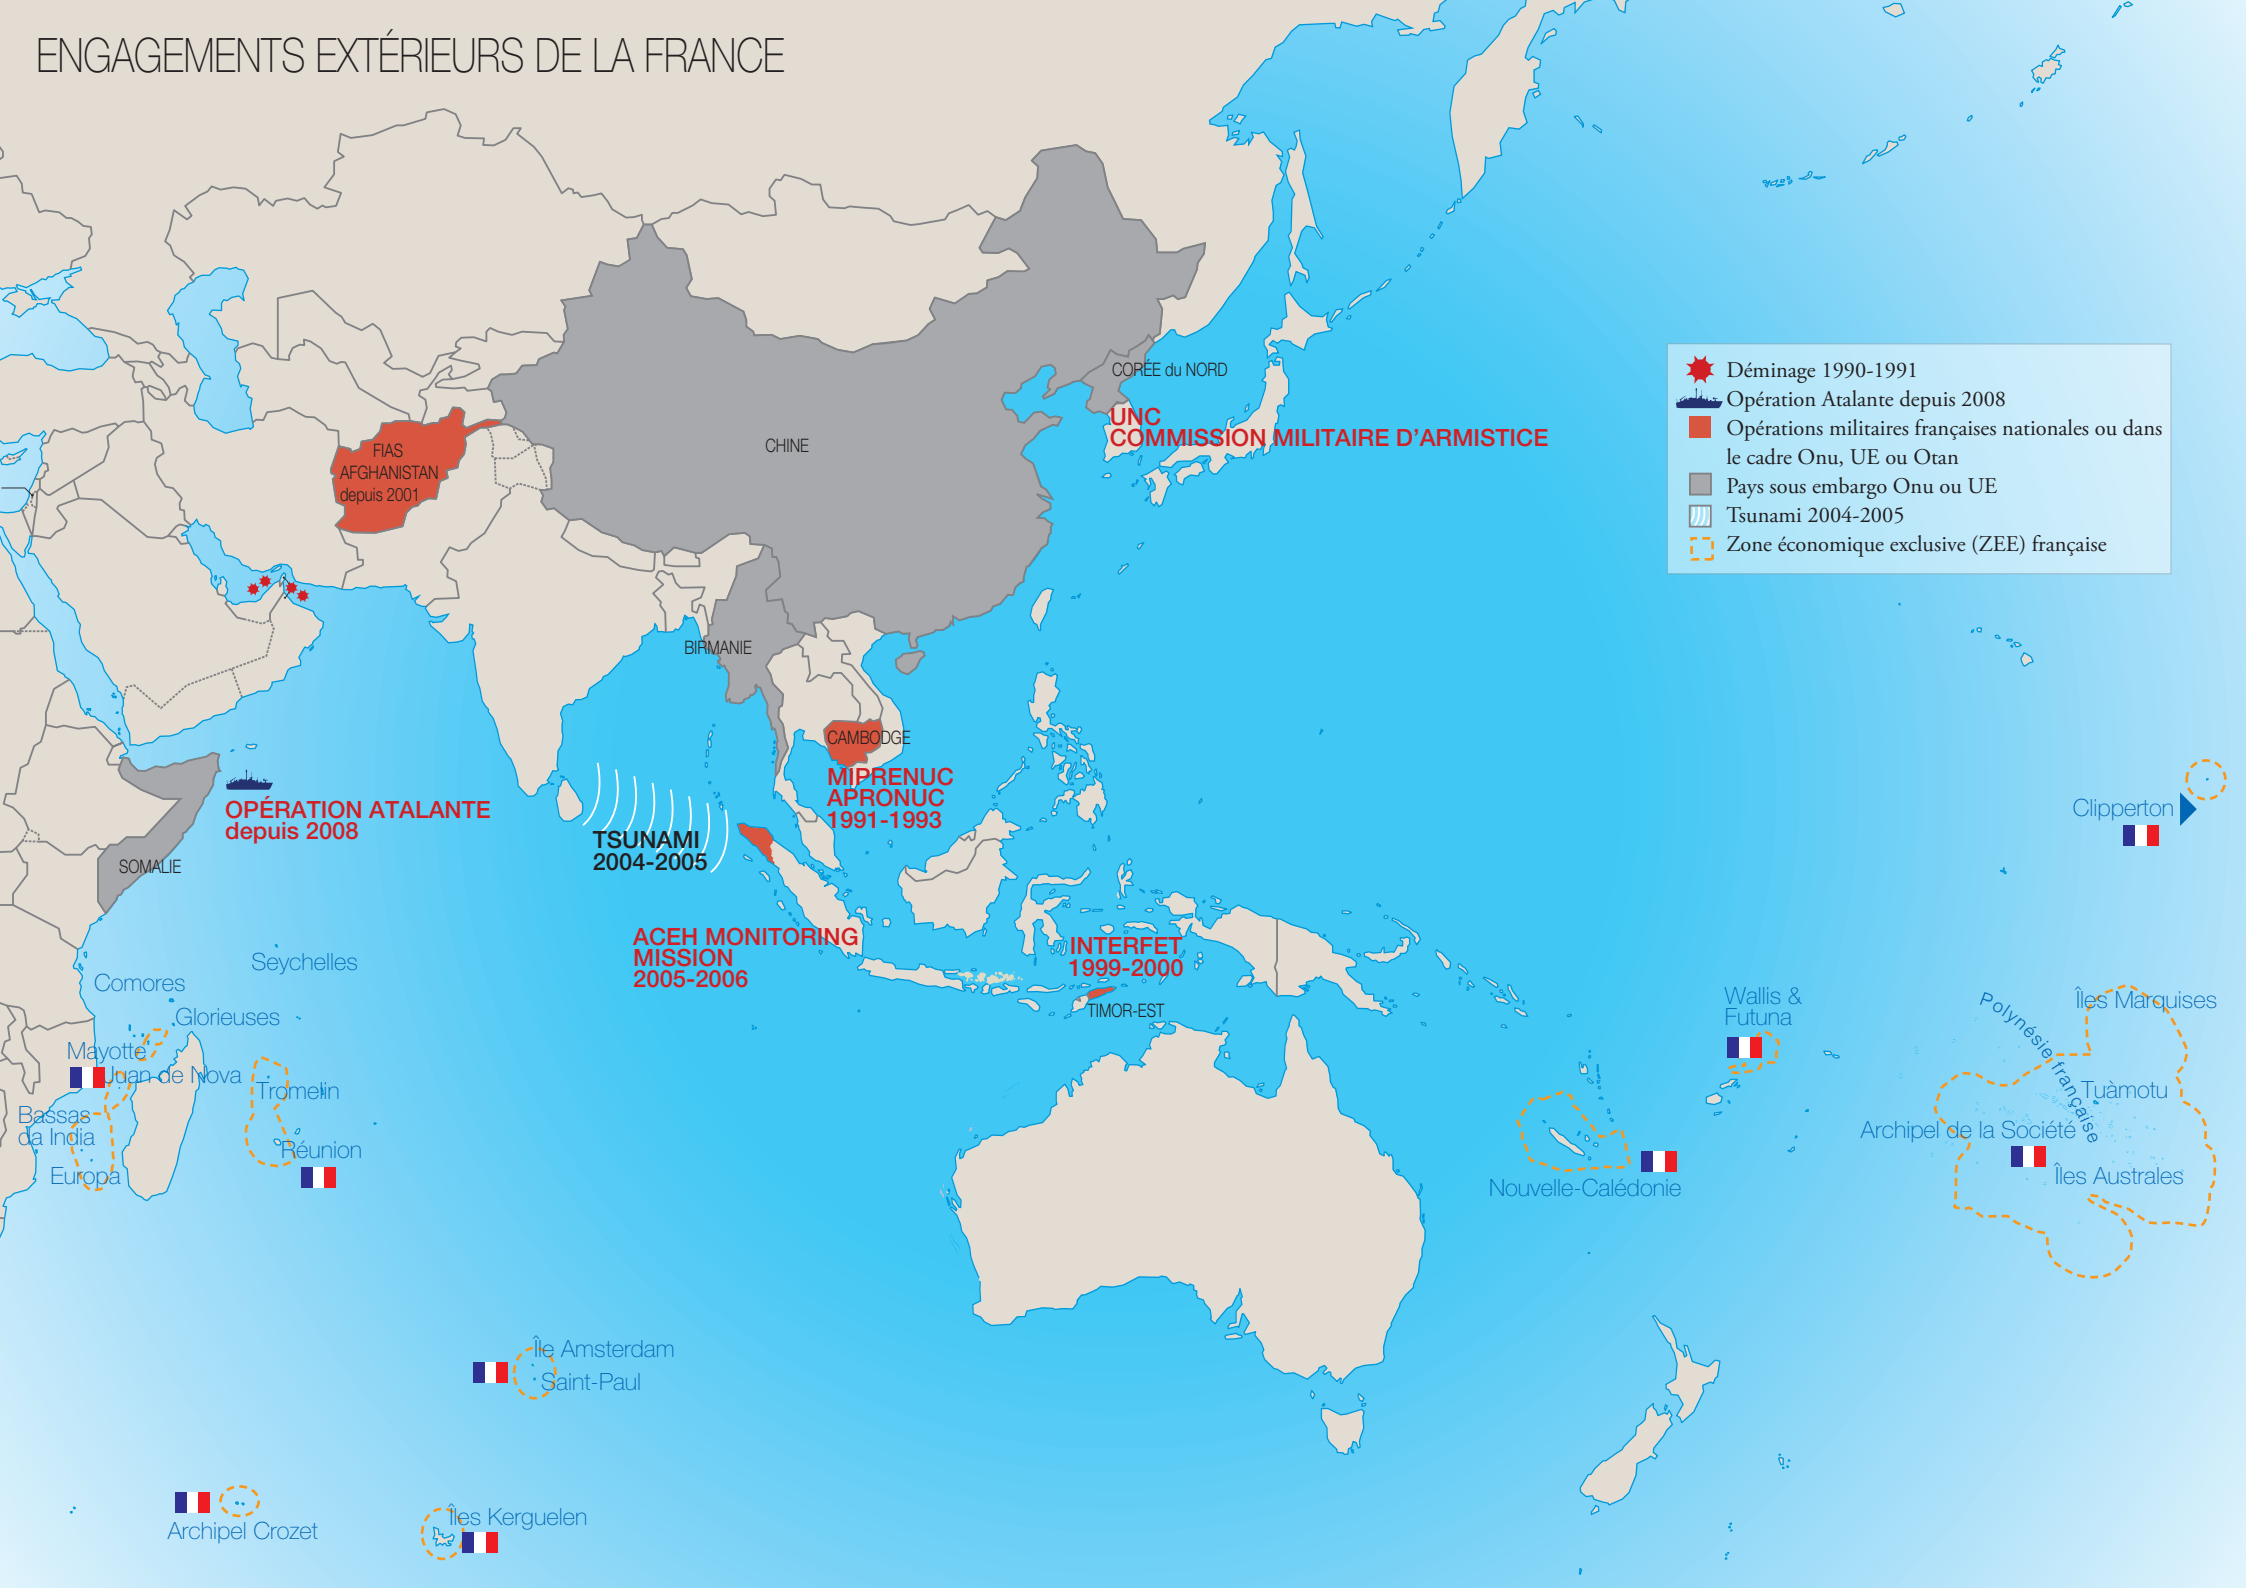 ENGAGEMENTS EXTÉRIEURS DE LA FRANCE
Déminage 1990-1991
Opération Atalante depuis 2008
Opérations militaires françaises nationales ou dans
le cadre Onu, UE ou Otan
Pays sous embargo Onu ou UE
Tsunami 2004-2005
Zone économique exclusive (ZEE) française
CORÉE du NORD
UNC
COMMISSION MILITAIRE D'ARMISTICE
CHINE
FIAS
AFGHANISTAN
depuis 2001
BIRMANIE
CAMBODGE
MIPRENUC
APRONUC
1991-1993
OPÉRATION ATALANTE
depuis 2008
SOMALIE
TSUNAMI
2004-2005
ACEH MONITORING
MISSION
2005-2006
INTERFET
1999-2000
TIMOR-EST
Clipperton
Seychelles
Comores
Glorieuses
Mayotte
Juan de Nova
Tromelin
Bassas
da India
Réunion
Europa
Wallis &
Futuna
Polynésie française
Îles Marquises
Tuàmotu
Archipel de la Société
Îles Australes
Nouvelle-Calédonie
Île Amsterdam
Saint-Paul
Îles Kerguelen
Archipel Crozet